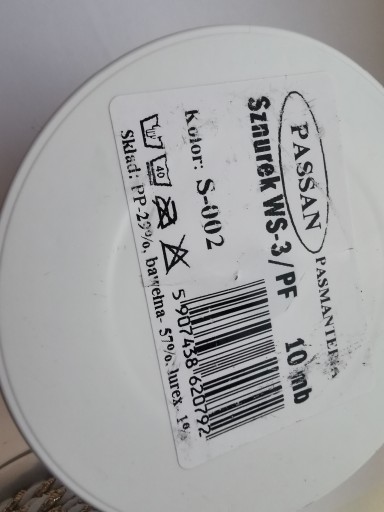 PASSAN
PASMANTERIA
Sznurek WS-3/PF 10 mb
Kolor: S-002
40
5 907438 620792
Skład: PP-29%, bawełna- 57%, lurex- 1%